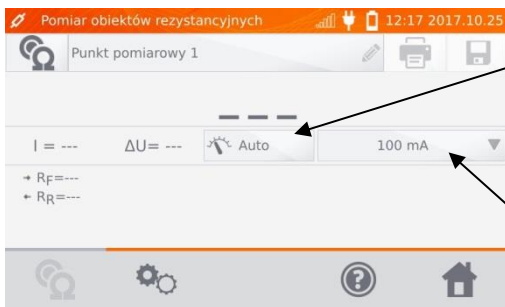 Pomiar obiektów rezystancyjnych 12:17 2017.10.25
Punkt pomiarowy 1
---
I = --- ΔU= --- Auto 100 mA
→ RF=---
← RR=---
?